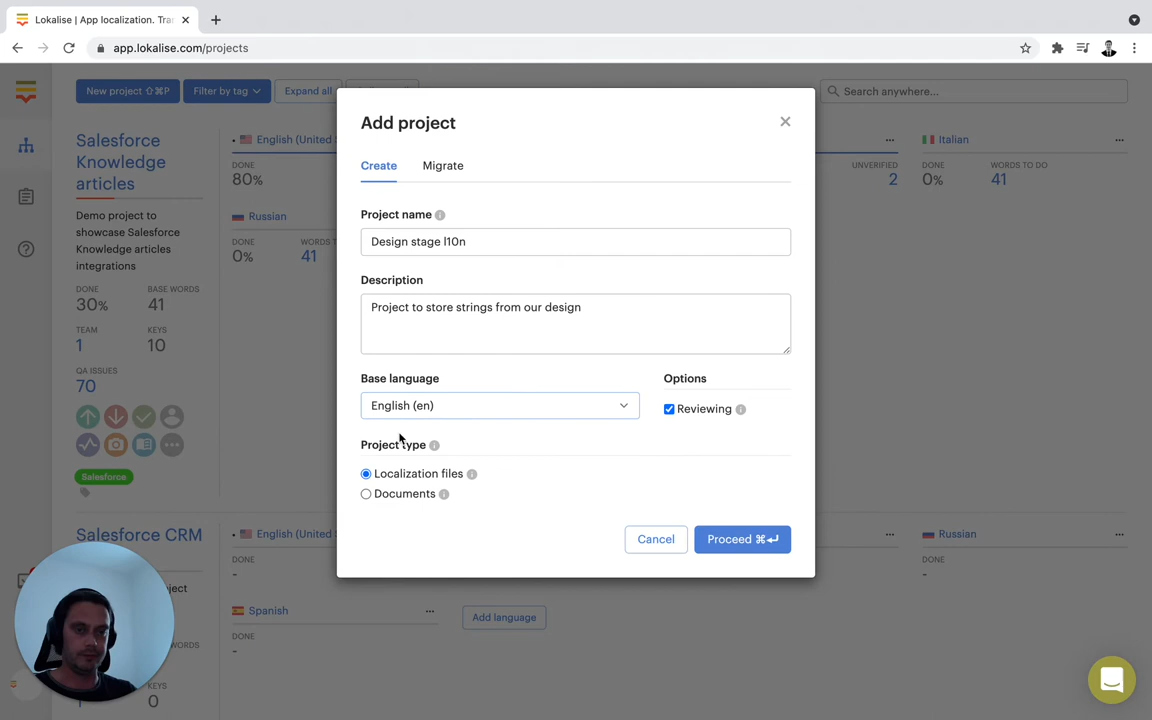 Lokalise | App localization. Tra
app.lokalise.com/projects
New project ⇧⌘P
Filter by tag
Expand all
Search anywhere...
Salesforce
Knowledge
articles
Demo project to
showcase Salesforce
Knowledge articles
integrations
DONE BASE WORDS
30% 41
TEAM KEYS
1 10
QA ISSUES
70
Salesforce
English (United
DONE
80%
UNVERIFIED
2
Italian
DONE WORDS TO DO
0% 41
Russian
DONE WORDS T
0% 41
Add project
Create Migrate
Project name
Design stage l10n
Description
Project to store strings from our design
Base language
English (en)
Options
Reviewing
Project type
Localization files
Documents
Cancel
Proceed ⌘↵
Salesforce CRM
ject
WORDS
KEYS
1 0
English (United
DONE
-
Russian
DONE
-
Spanish
DONE
-
Add language